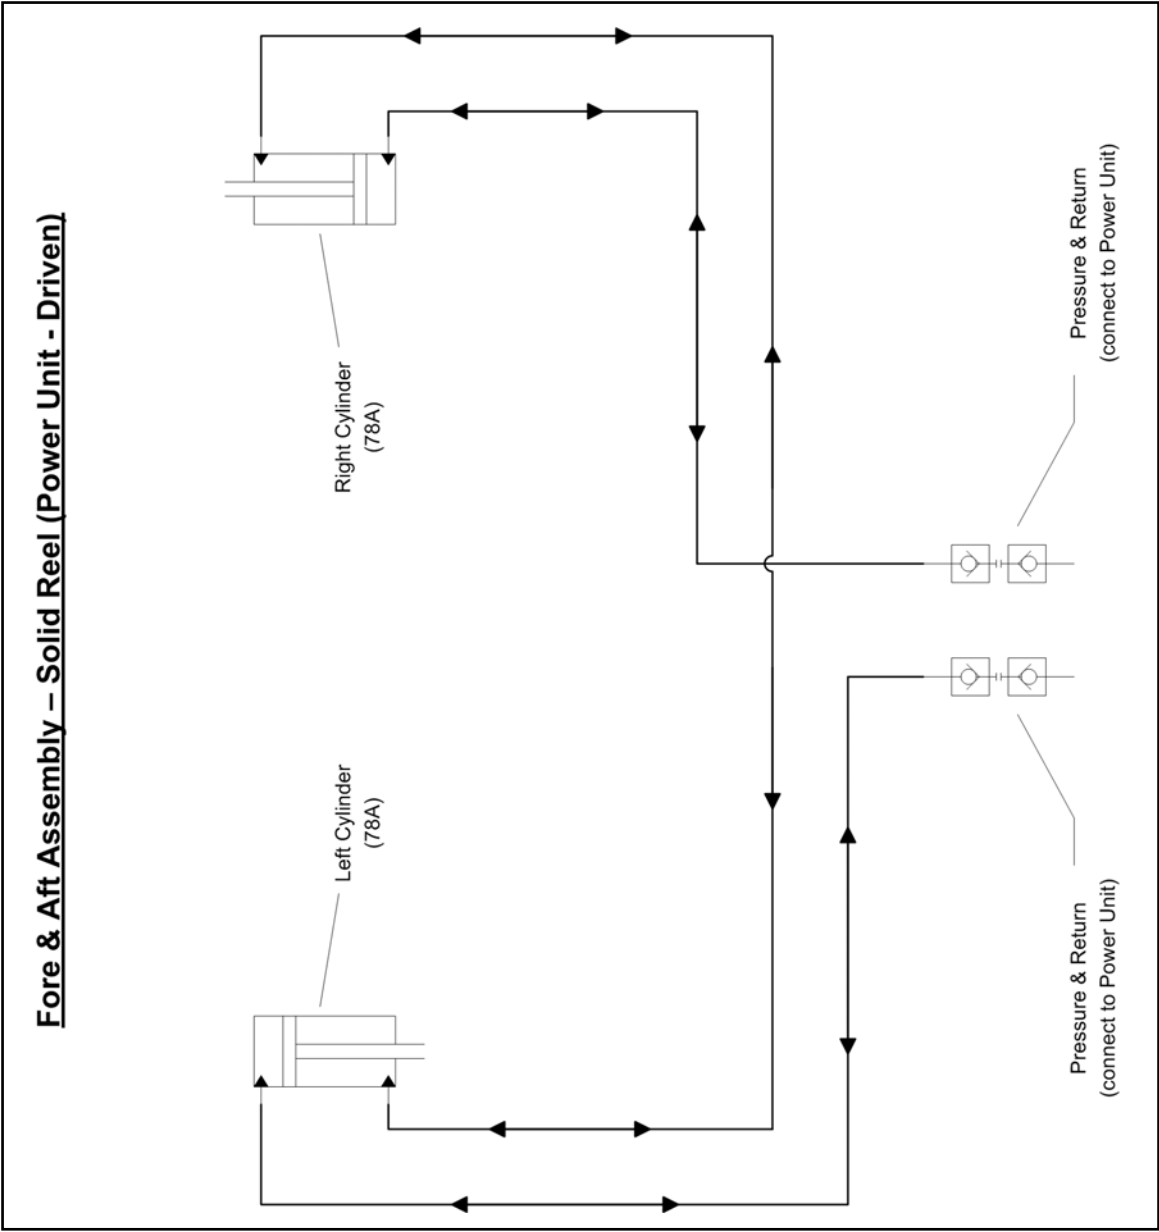 Fore & Aft Assembly – Solid Reel (Power Unit - Driven)
Left Cylinder
(78A)
Right Cylinder
(78A)
Pressure & Return
(connect to Power Unit)
Pressure & Return
(connect to Power Unit)